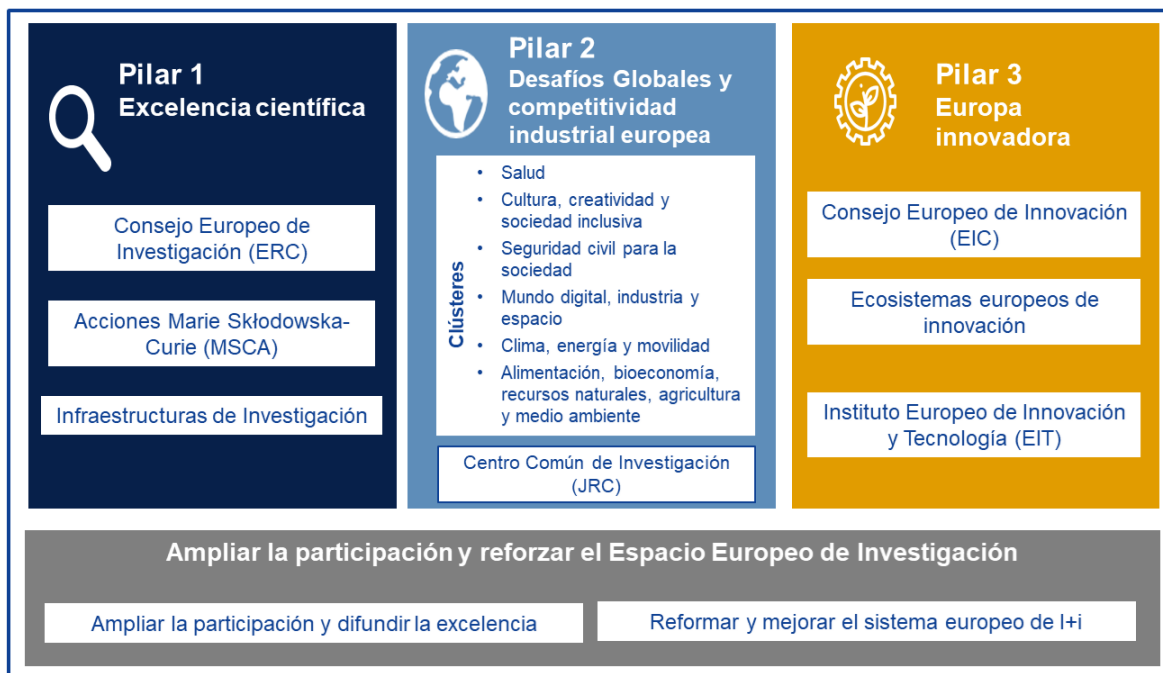 Pilar 1
Excelencia científica
Consejo Europeo de
Investigación (ERC)
Acciones Marie Skłodowska-
Curie (MSCA)
Infraestructuras de Investigación
Pilar 2
Desafíos Globales y
competitividad
industrial europea
Clústeres
• Salud
• Cultura, creatividad y
sociedad inclusiva
• Seguridad civil para la
sociedad
• Mundo digital, industria y
espacio
• Clima, energía y movilidad
• Alimentación, bioeconomía,
recursos naturales, agricultura
y medio ambiente
Centro Común de Investigación
(JRC)
Pilar 3
Europa
innovadora
Consejo Europeo de Innovación
(EIC)
Ecosistemas europeos de
innovación
Instituto Europeo de Innovación
y Tecnología (EIT)
Ampliar la participación y reforzar el Espacio Europeo de Investigación
Ampliar la participación y difundir la excelencia
Reformar y mejorar el sistema europeo de I+i